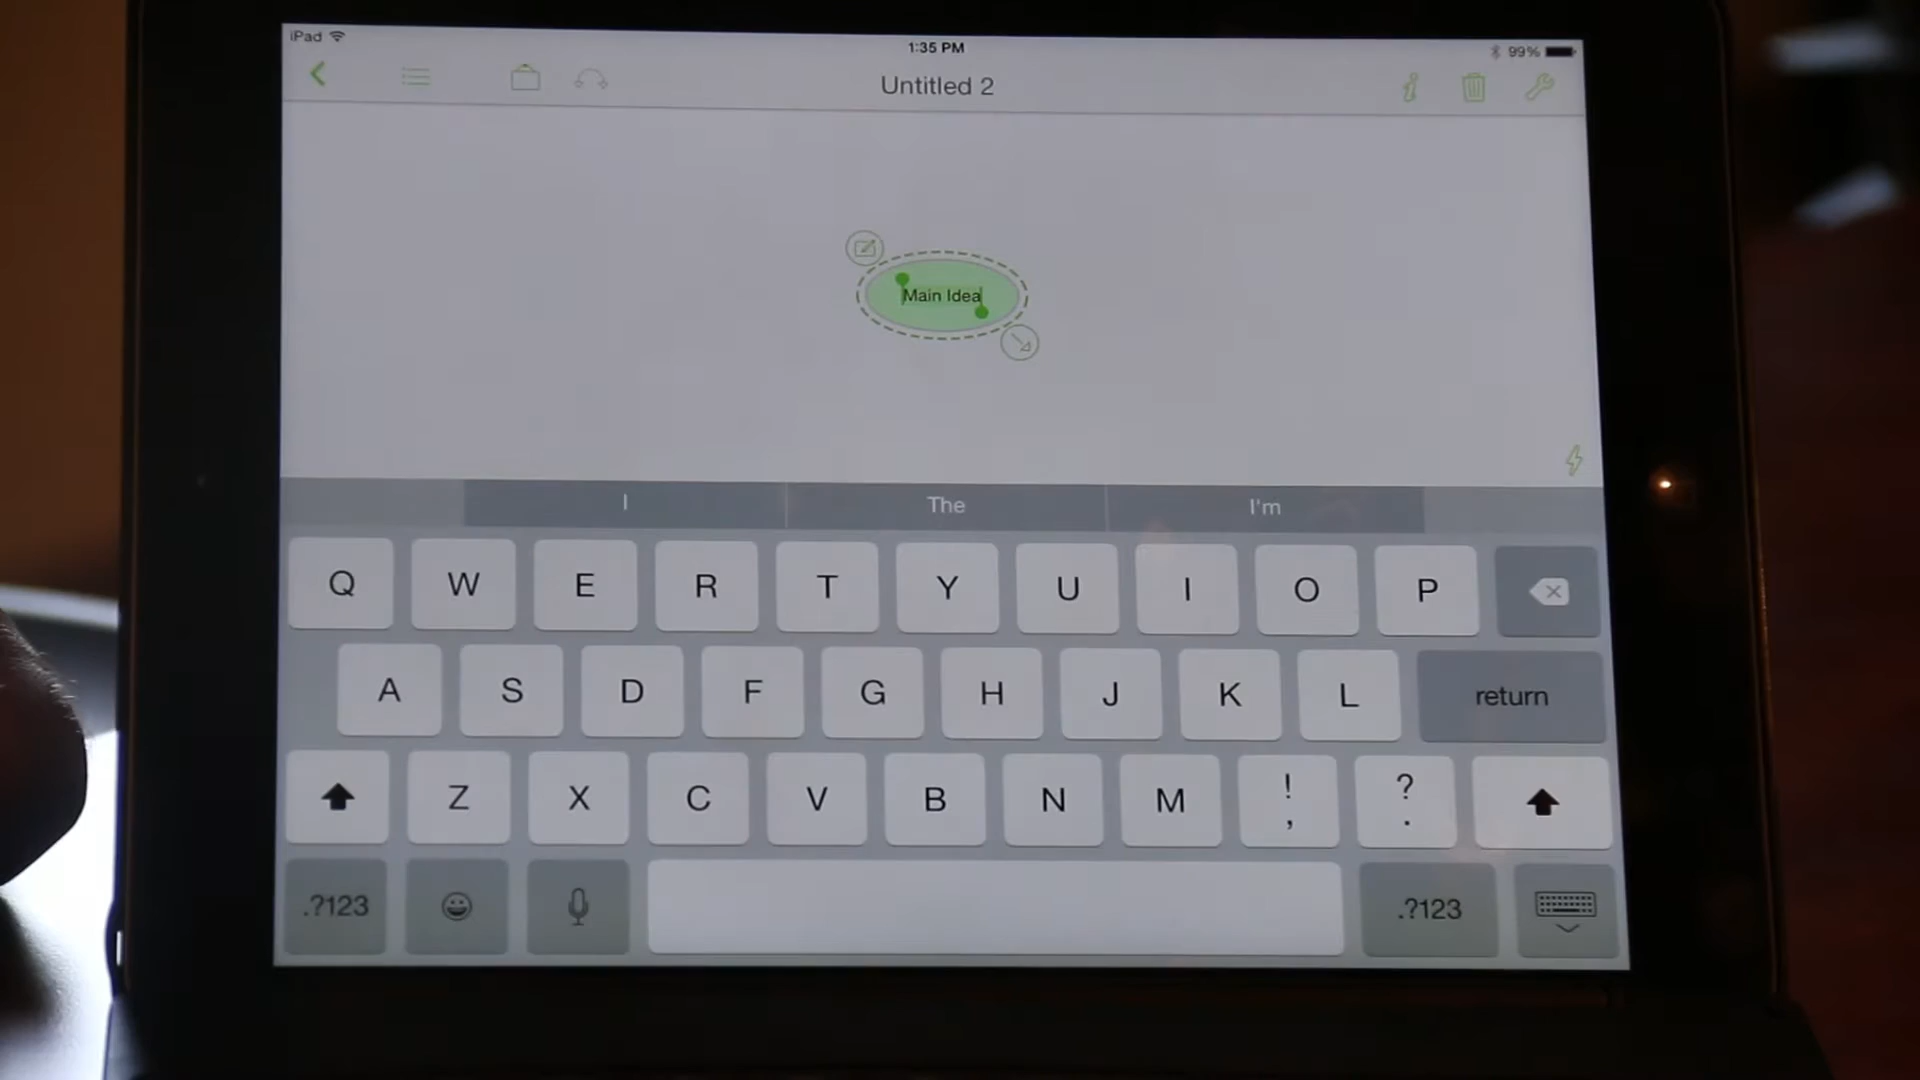 iPad
1:35 PM
99%
Untitled 2
Main Idea
I The I'm
Q W E R T Y U I O P
A S D F G H J K L return
Z X C V B N M ! , ? .
.?123 .?123